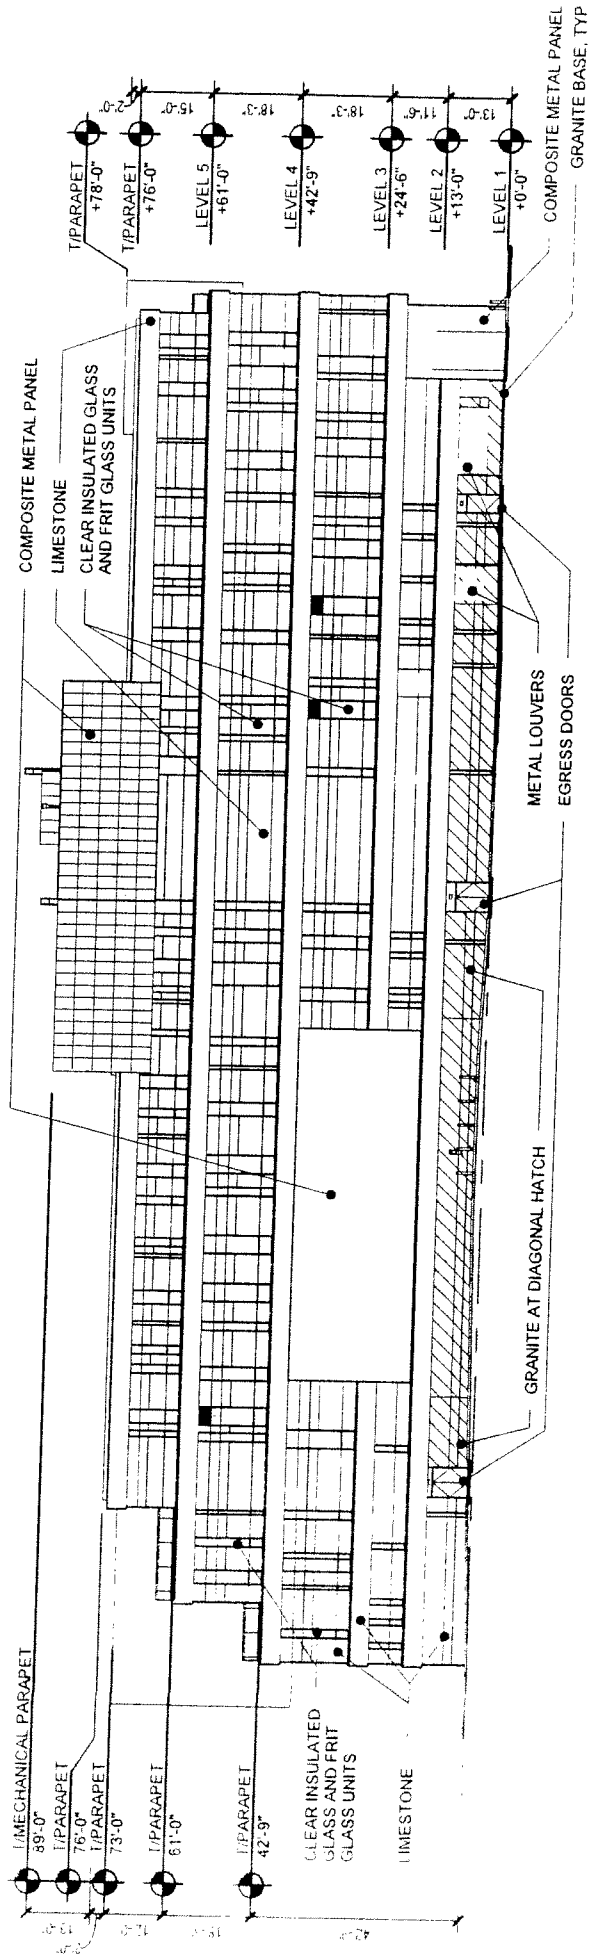 T/MECHANICAL PARAPET
89'-0"
T/PARAPET
76'-0"
T/PARAPET
73'-0"
T/PARAPET
61'-0"
T/PARAPET
42'-9"
13'-0"
12'-0"
CLEAR INSULATED
GLASS AND FRIT
GLASS UNITS
LIMESTONE
COMPOSITE METAL PANEL
LIMESTONE
CLEAR INSULATED GLASS
AND FRIT GLASS UNITS
GRANITE AT DIAGONAL HATCH
METAL LOUVERS
EGRESS DOORS
T/PARAPET
+78'-0"
T/PARAPET
+76'-0"
LEVEL 5
+61'-0"
LEVEL 4
+42'-9"
LEVEL 3
+24'-6"
LEVEL 2
+13'-0"
LEVEL 1
+0'-0"
2'-0"
15'-0"
18'-3"
18'-3"
11'-6"
13'-0"
COMPOSITE METAL PANEL
GRANITE BASE, TYP